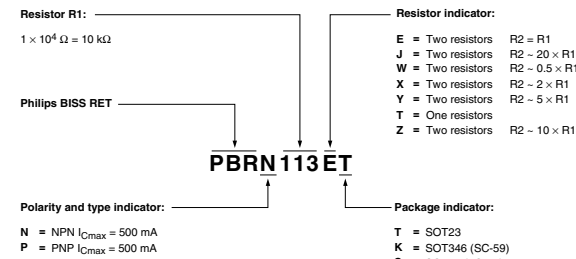 Resistor R1:
1 × 10⁴ Ω = 10 kΩ
Philips BISS RET
Resistor indicator:
E = Two resistors R2 = R1
J = Two resistors R2 ~ 20 × R1
W = Two resistors R2 ~ 0.5 × R1
X = Two resistors R2 ~ 2 × R1
Y = Two resistors R2 ~ 5 × R1
T = One resistors
Z = Two resistors R2 ~ 10 × R1
PBRN113ET
Polarity and type indicator:
N = NPN ICmax = 500 mA
P = PNP ICmax = 500 mA
Package indicator:
T = SOT23
K = SOT346 (SC-59)